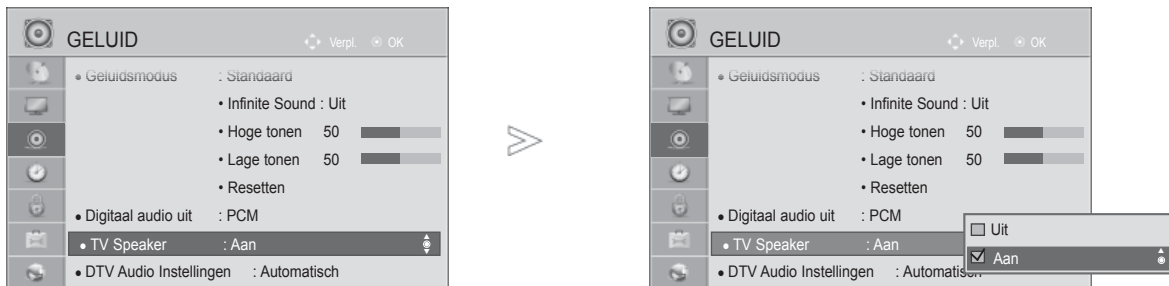 GELUID Verpl. OK
• Geluidsmodus : Standaard
• Infinite Sound : Uit
• Hoge tonen 50
• Lage tonen 50
• Resetten
• Digitaal audio uit : PCM
• TV Speaker : Aan
• DTV Audio Instellingen : Automatisch
GELUID Verpl. OK
• Geluidsmodus : Standaard
• Infinite Sound : Uit
• Hoge tonen 50
• Lage tonen 50
• Resetten
• Digitaal audio uit : PCM
• TV Speaker : Aan
• DTV Audio Instellingen : Automatisch
Uit
Aan